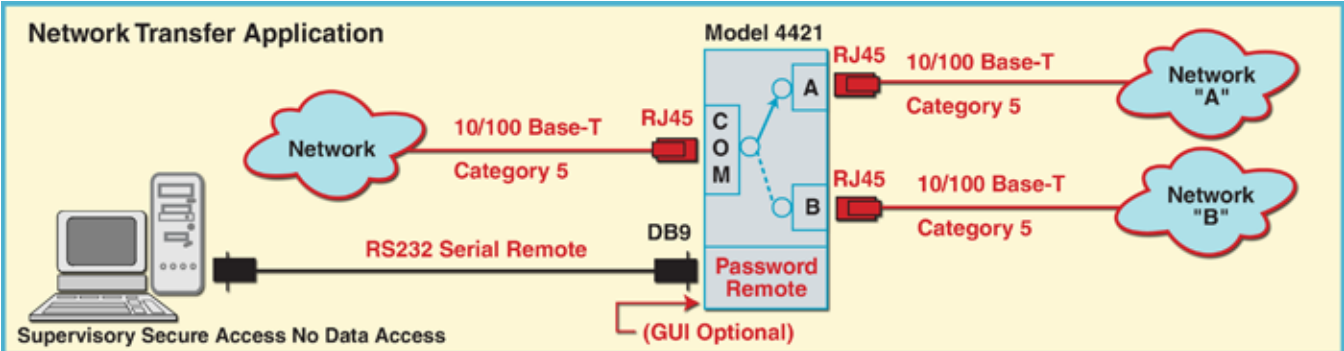 Network Transfer Application
Model 4421
RJ45
10/100 Base-T
Category 5
Network
"A"
A
Network
10/100 Base-T
Category 5
RJ45
C
O
M
B
RJ45
10/100 Base-T
Category 5
Network
"B"
RS232 Serial Remote
DB9
Password
Remote
(GUI Optional)
Supervisory Secure Access No Data Access